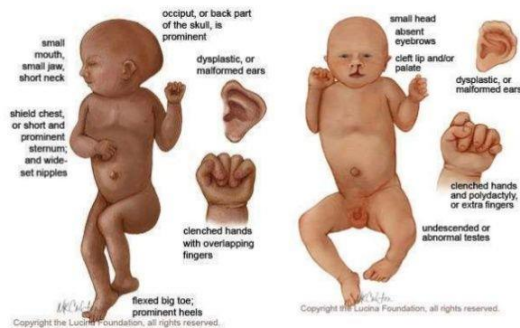 occiput, or back part
of the skull, is
prominent
small
mouth,
small jaw,
short neck
dysplastic, or
malformed ears
shield chest,
or short and
prominent
sternum;
and wide-
set nipples
clenched hands
with overlapping
fingers
flexed big toe;
prominent heels
Copyright the Lucina Foundation, all rights reserved.
small head
absent
eyebrows
cleft lip and/or
palate
dysplastic, or
malformed ears
clenched hands
and polydactyly,
or extra fingers
undescended or
abnormal testes
Copyright the Lucina Foundation, all rights reserved.